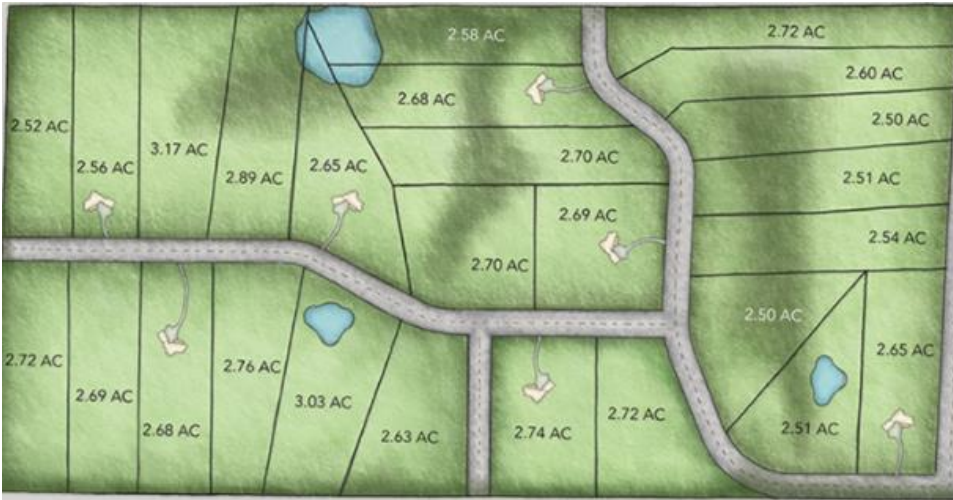 2.58 AC
2.72 AC
2.60 AC
2.68 AC
2.50 AC
2.52 AC
2.56 AC
3.17 AC
2.89 AC
2.65 AC
2.70 AC
2.51 AC
2.69 AC
2.54 AC
2.70 AC
2.50 AC
2.72 AC
2.69 AC
2.68 AC
2.76 AC
3.03 AC
2.63 AC
2.74 AC
2.72 AC
2.51 AC
2.65 AC